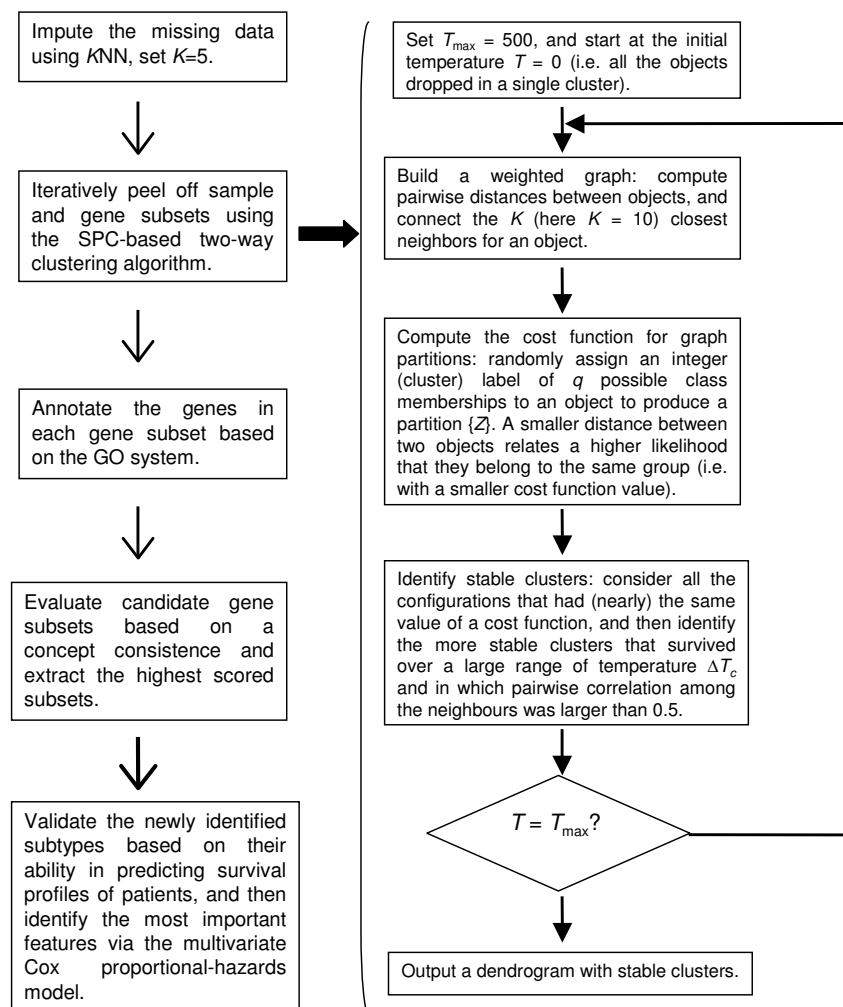 Impute the missing data
using KNN, set K=5.
Iteratively peel off sample
and gene subsets using
the SPC-based two-way
clustering algorithm.
Annotate the genes in
each gene subset based
on the GO system.
Evaluate candidate gene
subsets based on a
concept consistence and
extract the highest scored
subsets.
Validate the newly identified
subtypes based on their
ability in predicting survival
profiles of patients, and then
identify the most important
features via the multivariate
Cox proportional-hazards
model.
Set Tmax = 500, and start at the initial
temperature T = 0 (i.e. all the objects
dropped in a single cluster).
Build a weighted graph: compute
pairwise distances between objects, and
connect the K (here K = 10) closest
neighbors for an object.
Compute the cost function for graph
partitions: randomly assign an integer
(cluster) label of q possible class
memberships to an object to produce a
partition {Z}. A smaller distance between
two objects relates a higher likelihood
that they belong to the same group (i.e.
with a smaller cost function value).
Identify stable clusters: consider all the
configurations that had (nearly) the same
value of a cost function, and then identify
the more stable clusters that survived
over a large range of temperature ΔTc
and in which pairwise correlation among
the neighbours was larger than 0.5.
T = Tmax?
Output a dendrogram with stable clusters.